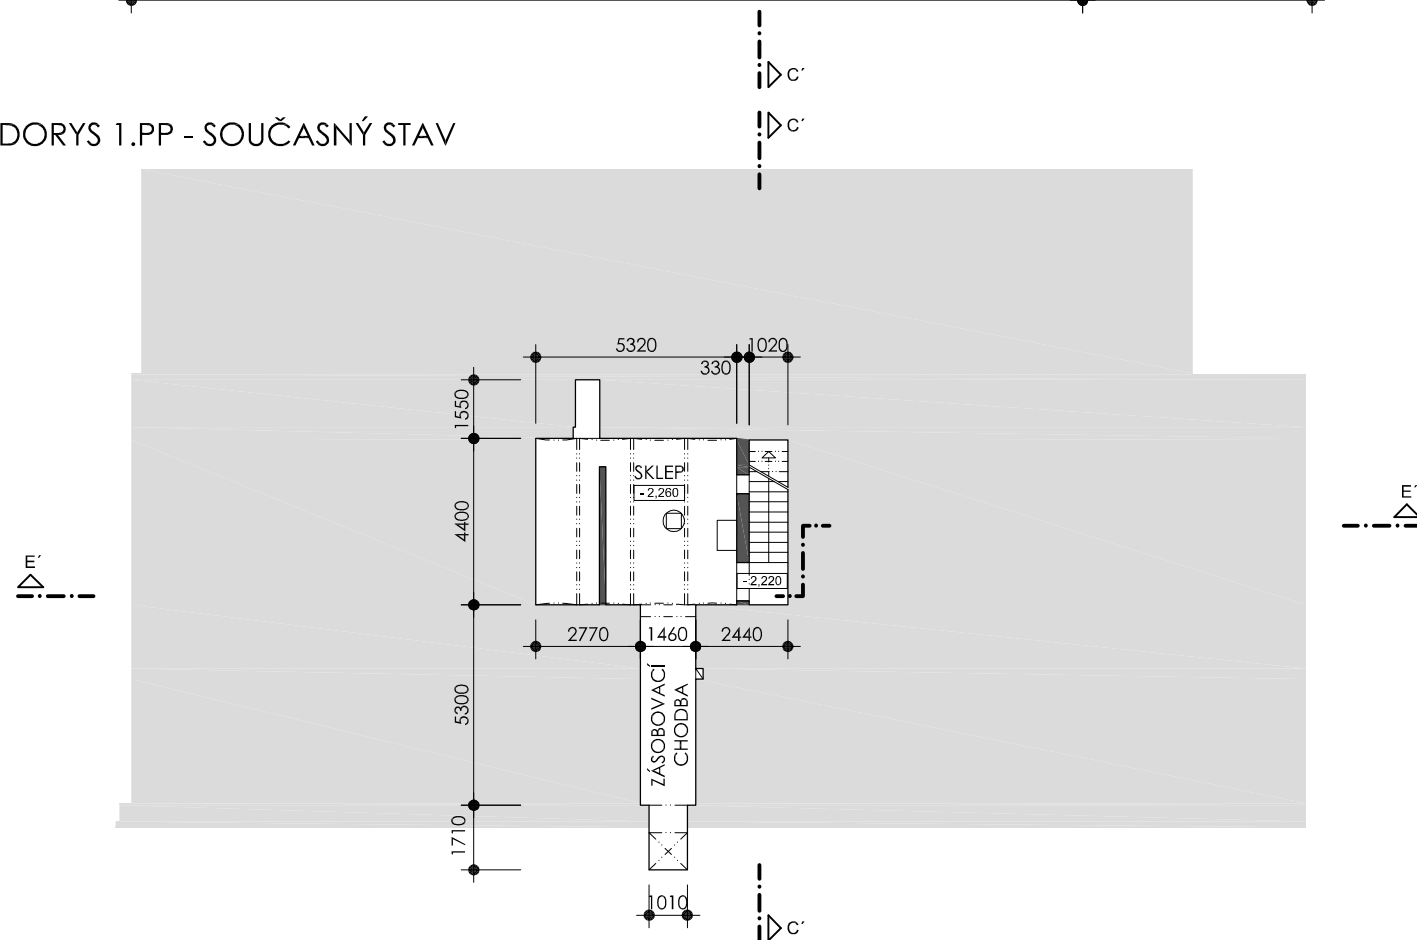 C´
C´
DORYS 1.PP - SOUČASNÝ STAV
5320
1020
330
1550
SKLEP
- 2,260
4400
E´
E´
- 2,220
2770
1460
2440
5300
ZÁSOBOVACÍ
CHODBA
1710
1010
C´